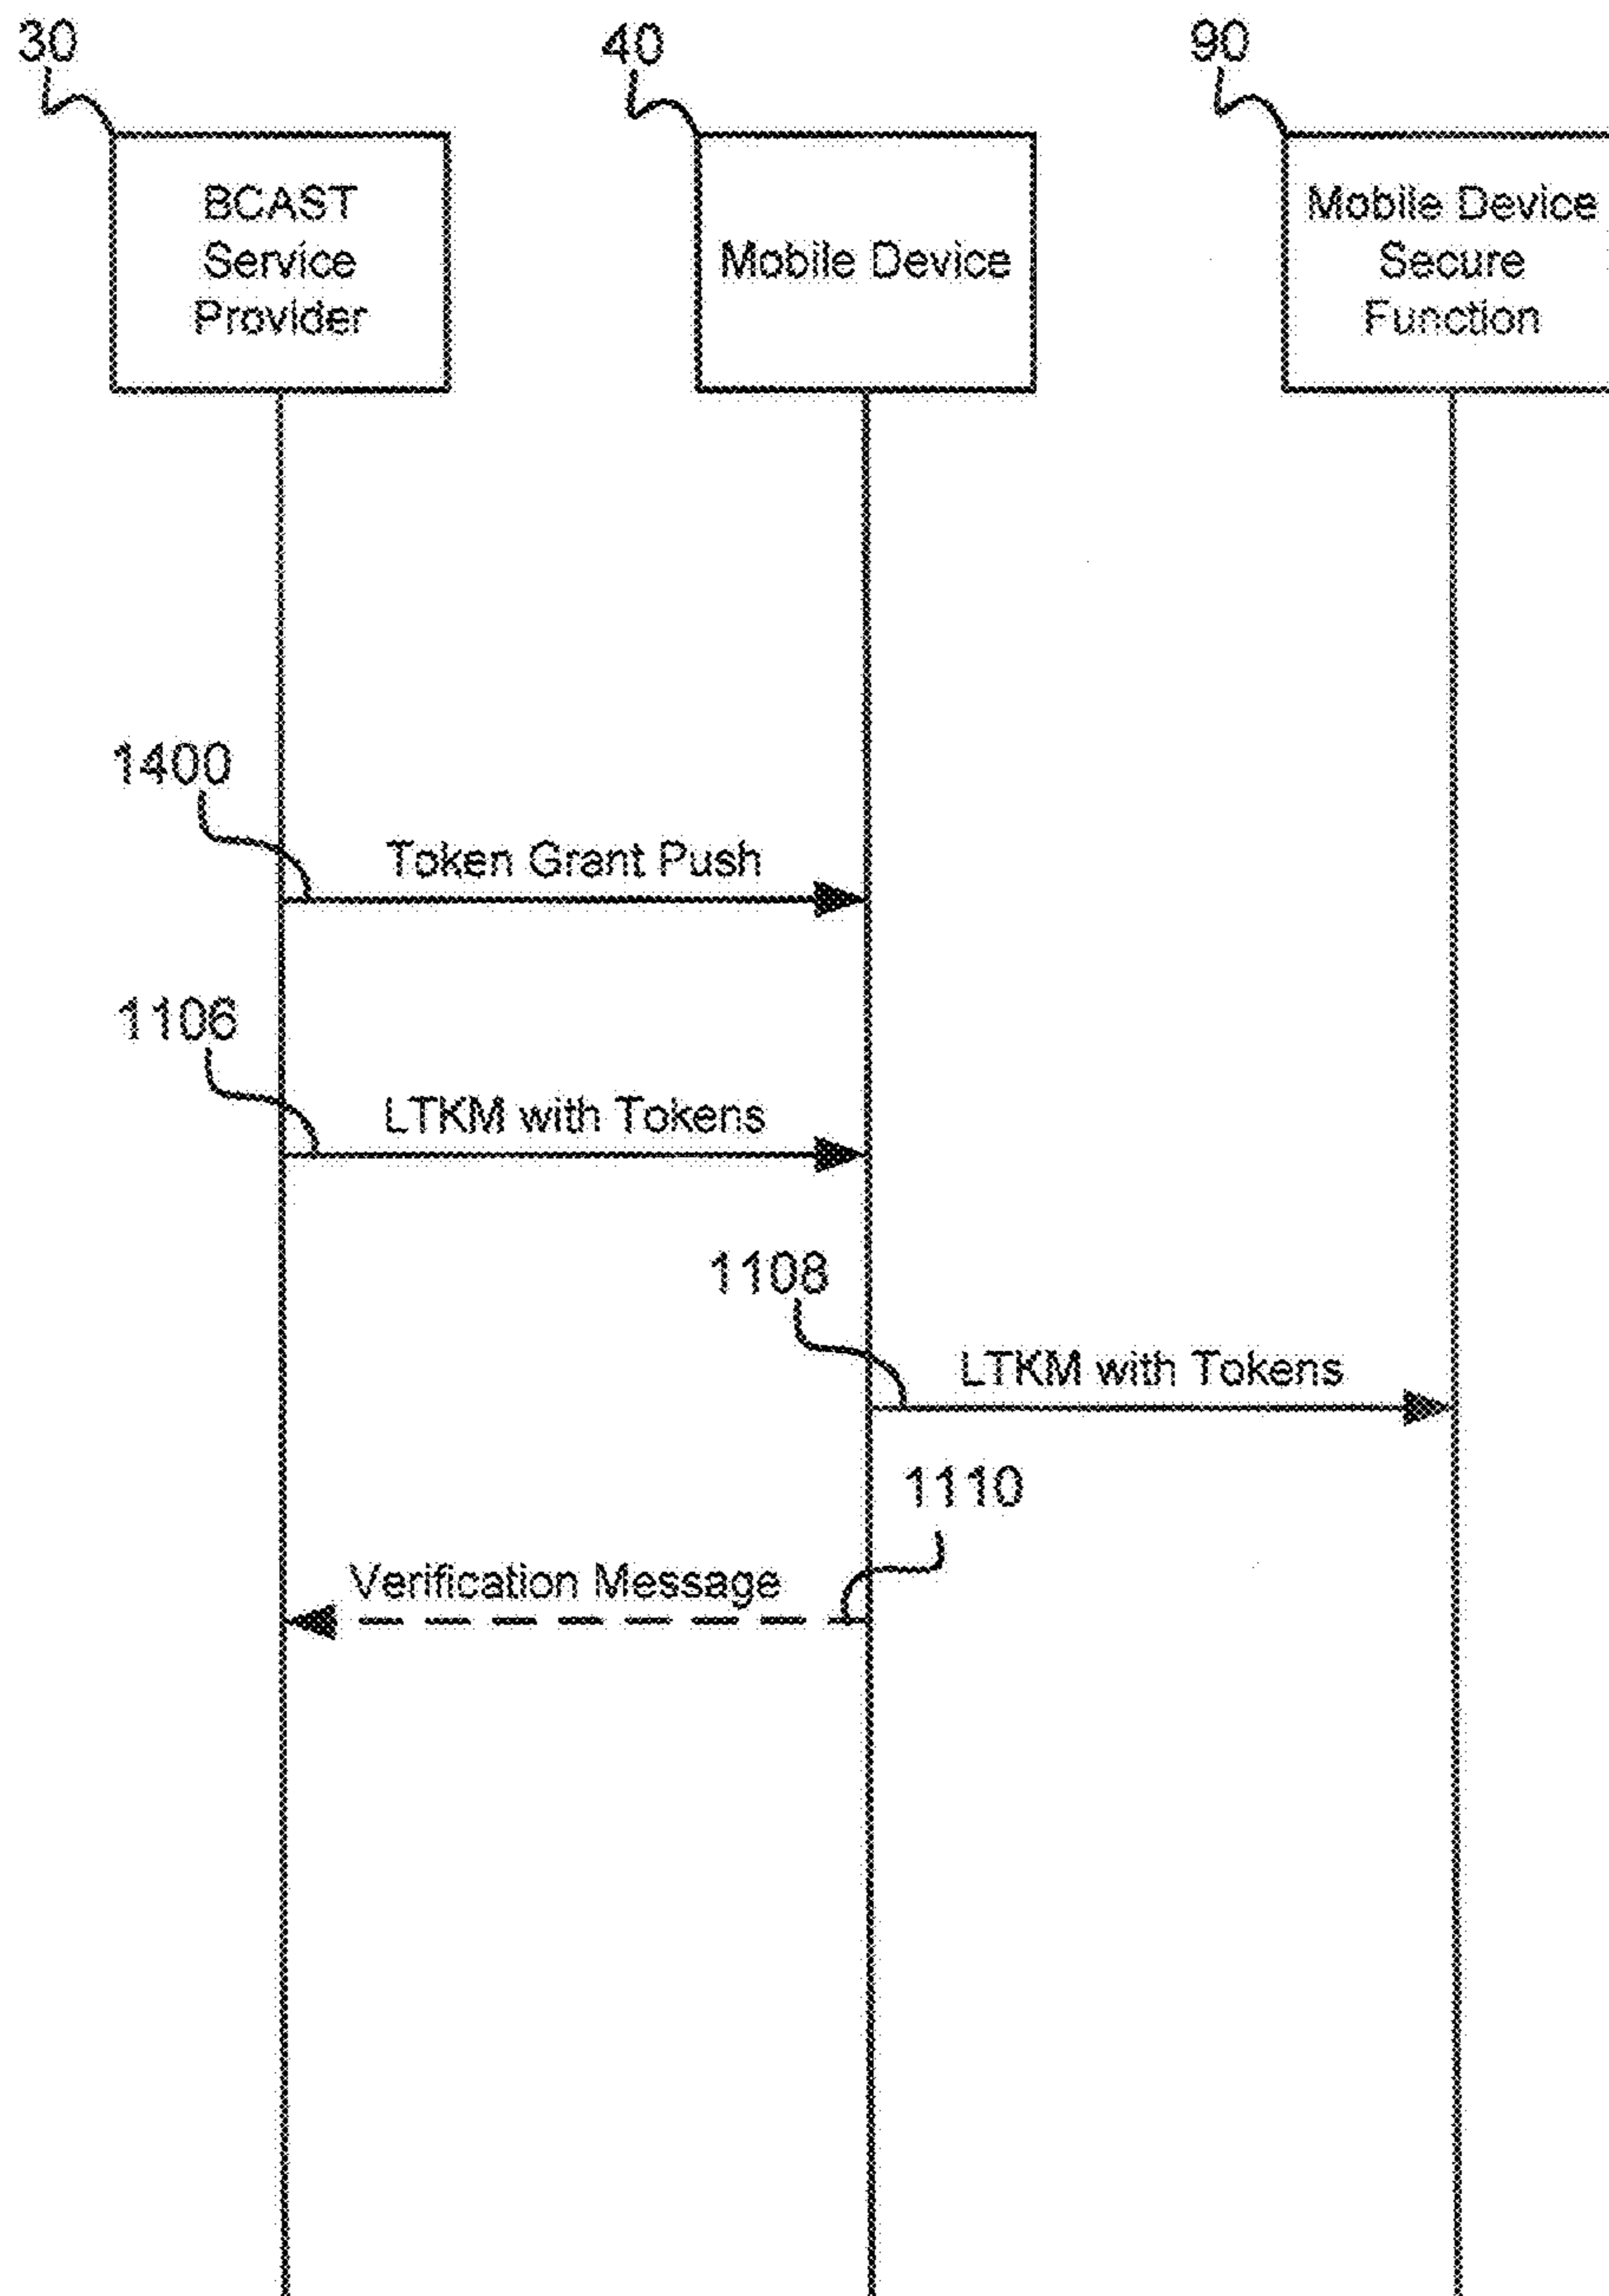 30
40
90
BCAST
Service
Provider
Mobile Device
Mobile Device
Secure
Function
1400
Token Grant Push
1106
LTKM with Tokens
1108
LTKM with Tokens
1110
Verification Message